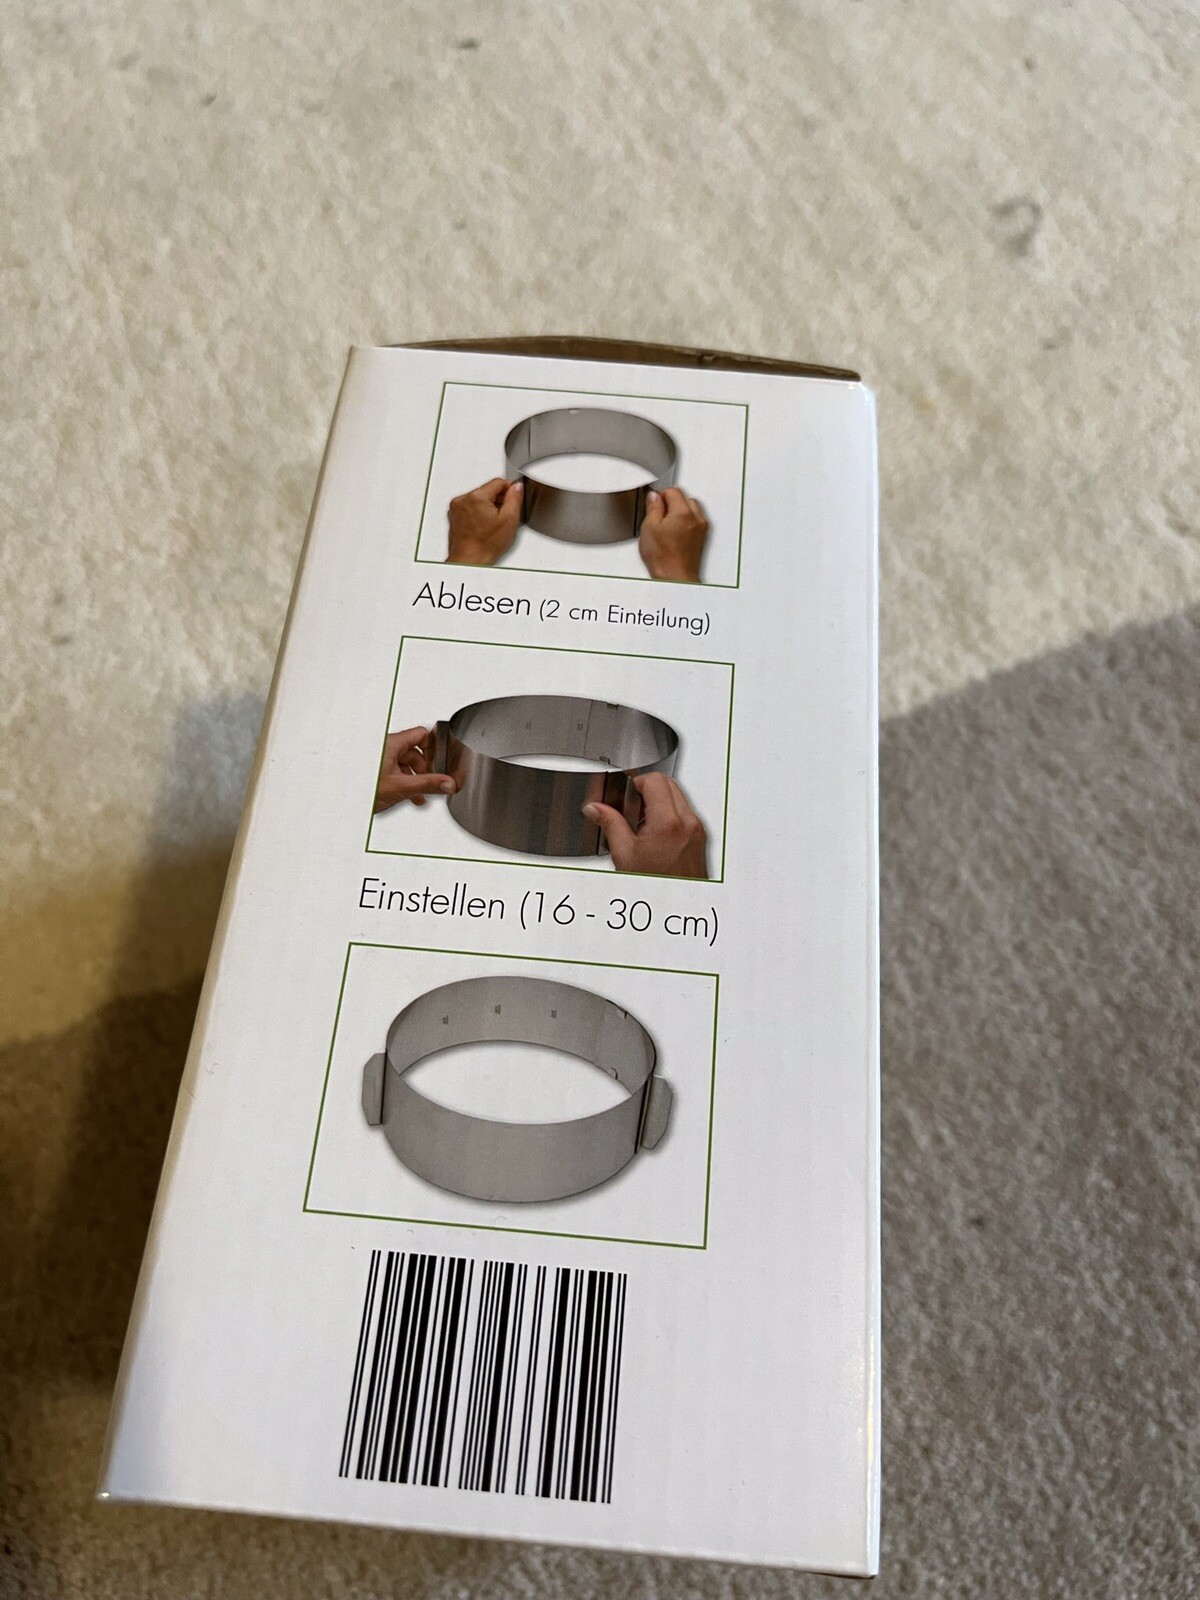 Ablesen (2 cm Einteilung)
Einstellen (16 - 30 cm)